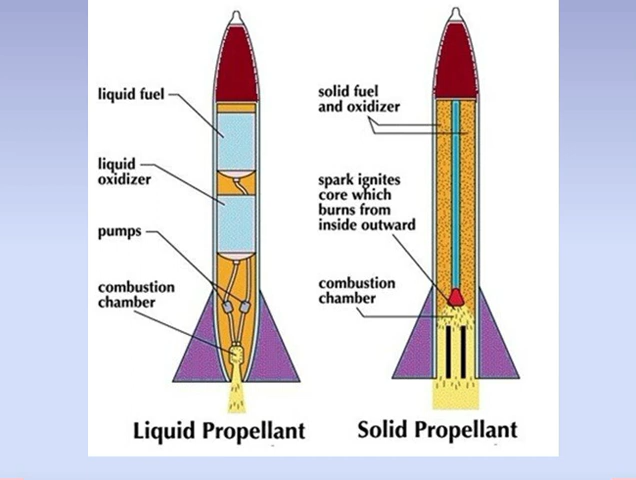 liquid fuel
liquid
oxidizer
pumps
combustion
chamber
Liquid Propellant
solid fuel
and oxidizer
spark ignites
core which
burns from
inside outward
combustion
chamber
Solid Propellant